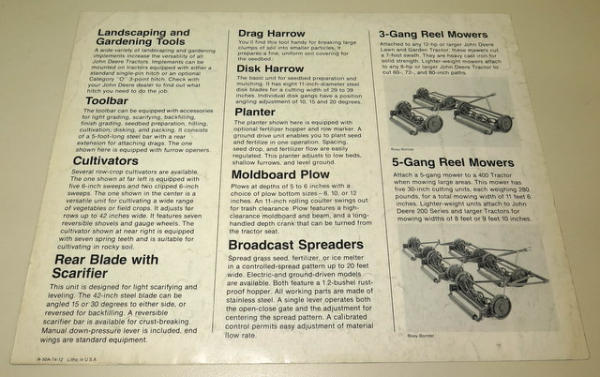 Landscaping and
Gardening Tools
A wide variety of landscaping and gardening
implements increase the versatility of all
John Deere Tractors. Implements can be
mounted on tractors equipped with either a
standard single-pin hitch or an optional
Category "O" 3-point hitch. Check with
your John Deere dealer to find out what
hitch you need to do the job.
Toolbar
The toolbar can be equipped with accessories
for light grading, scarifying, backfilling,
finish grading, seedbed preparation, hilling,
cultivation, disking, and packing. It consists
of a 5-foot-long steel bar with a rear
extension for attaching drags. The one
shown here is equipped with furrow openers.
Cultivators
Several row-crop cultivators are available.
The one shown at far left is equipped with
five 6-inch sweeps and two clipped 6-inch
sweeps. The one shown in the center is a
versatile unit for cultivating a wide range
of vegetables or field crops. It adjusts far
rows up to 42 inches wide. It features seven
reversible shovels and gauge wheels. The
cultivator shown at near right is equipped
with seven spring teeth and is suitable for
cultivating in rocky soil.
Rear Blade with
Scarifier
This unit is designed for light scarifying and
leveling. The 42-inch steel blade can be
angled 15 or 30 degrees to either side, or
reversed for backfilling. A reversible
scarifier bar is available for crust-breaking.
Manual down-pressure lever is included, end
wings are standard equipment.
Litho in U.S.A.
Drag Harrow
You'll find this tool handy for breaking large
clumps of soil into smaller particles, it
prepares a fine, uniform soil covering for
the seedbed.
Disk Harrow
The basic unit for seedbed preparation and
mulching. It has eight 11-inch-diameter steel
disk blades for a cutting width of 29 to 39
inches. Individual disk gangs have a position
angling adjustment of 10, 15 and 20 degrees.
Planter
The planter shown here is equipped with
optional fertilizer hopper and row marker. A
ground drive unit enables you to plant seed
and fertilize in one operation. Spacing,
seed drop, and fertilizer flow are easily
regulated. This planter adjusts to low beds,
shallow furrows, and level ground.
Moldboard Plow
Plows at depths of 5 to 6 inches with a
choice of plow bottom sizes – 8, 10, or 12
inches. An 11-inch rolling coulter swings out
for trash clearance. Plow features a high-
clearance moldboard and beam, and a long-
handled depth crank that can be turned from
the tractor seat.
Broadcast Spreaders
Spread grass seed, fertilizer, or ice melter
in a controlled-spread pattern up to 20 feet
wide. Electric- and ground-driven models
are available. Both feature a 1.2-bushel rust-
proof hopper. All working parts are made of
stainless steel. A single lever operates both
the open-close gate and the adjustment for
centering the spread pattern. A calibrated
control permits easy adjustment of material
flow rate.
3-Gang Reel Mowers
Attached to any 12-hp or larger John Deere
Lawn and Garden Tractor, these mowers cut
a 7-foot swath. They are heavy cast iron for
solid strength. Lighter-weight mowers attach
to any 8-hp or larger John Deere Tractor to
cut 60-, 72-, and 80-inch paths.
5-Gang Reel Mowers
Attach a 5-gang mower to a 400 Tractor
when mowing large areas. This mower has
five 30-inch cutting units, each weighing 280
pounds, for a total mowing width of 11 feet 6
inches. Lighter-weight units attach to John
Deere 200 Series and larger Tractors for
mowing widths of 8 feet or 9 feet 10 inches.